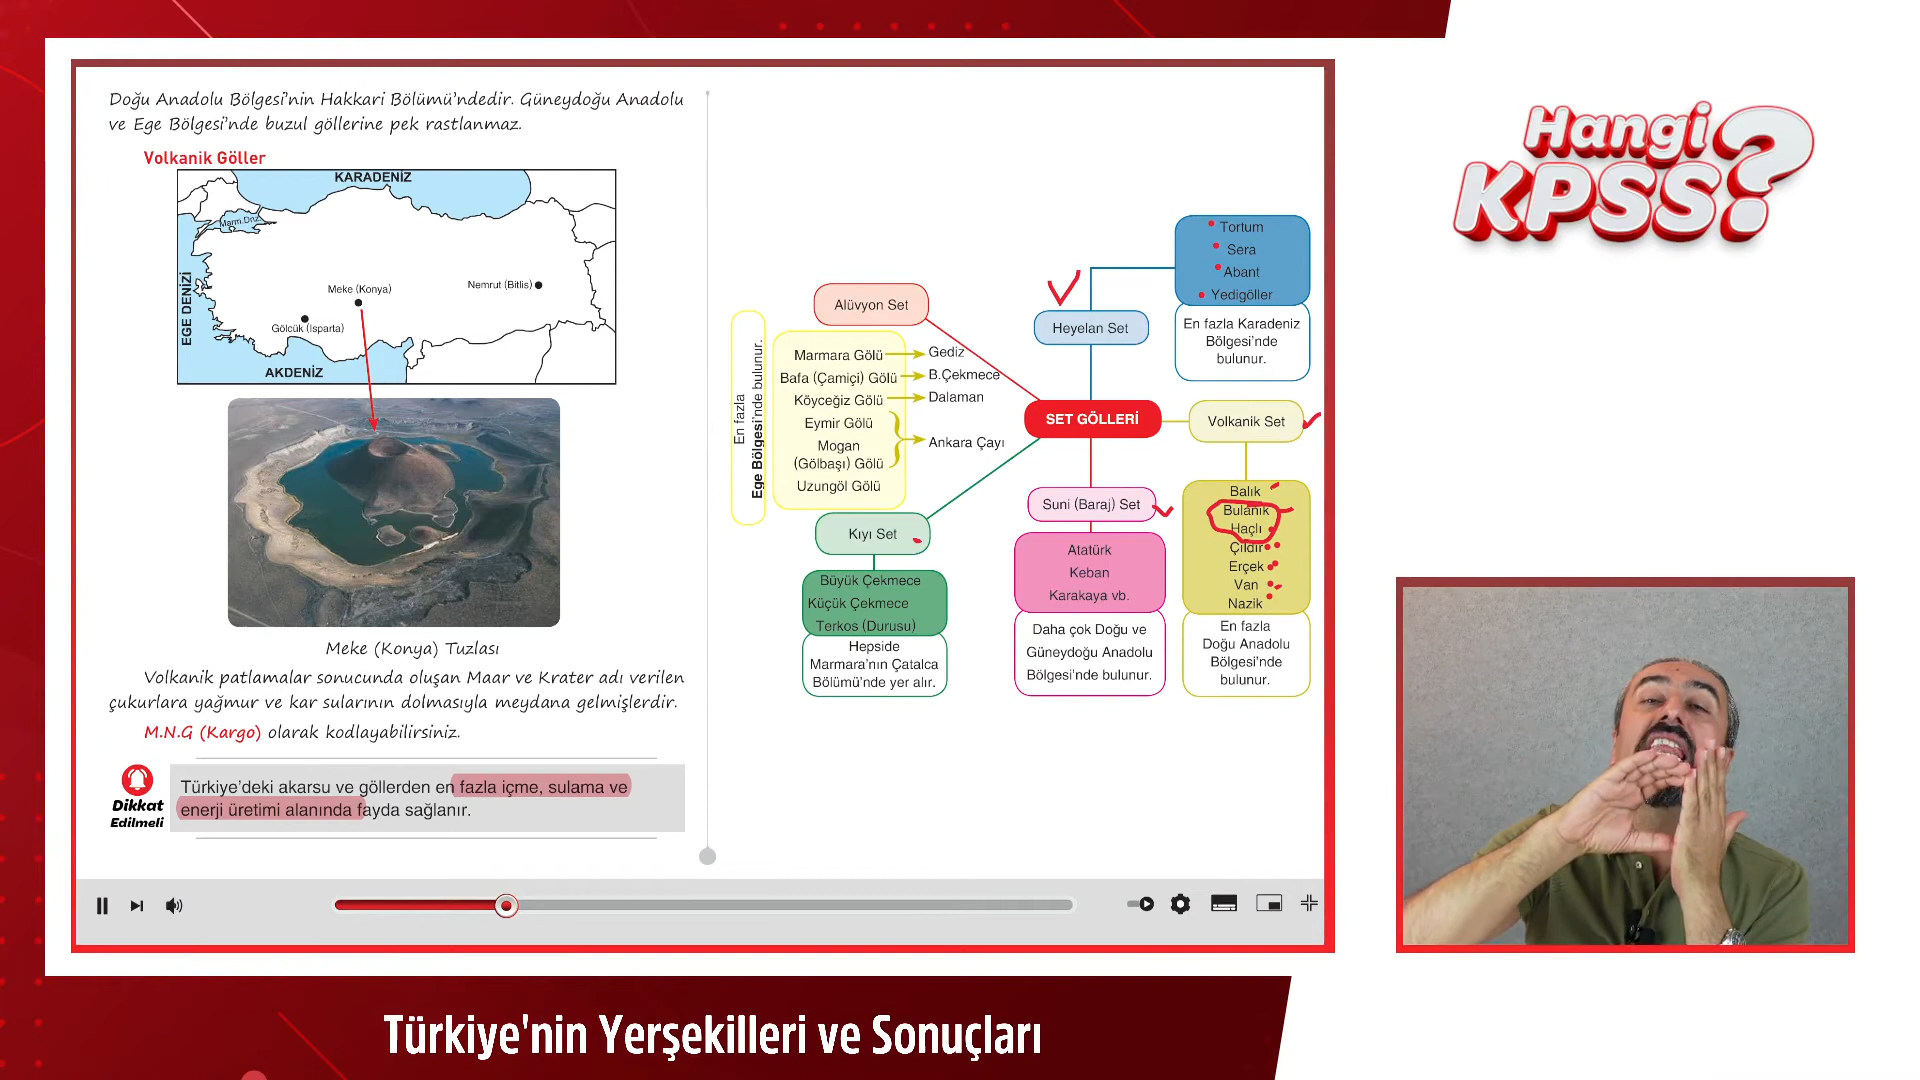 Doğu Anadolu Bölgesi'nin Hakkari Bölümü'ndedir. Güneydoğu Anadolu
ve Ege Bölgesi'nde buzul göllerine pek rastlanmaz.
Volkanik Göller
KARADENİZ
Marm.Dnz.
EGE DENİZİ
Meke (Konya)
Nemrut (Bitlis)
Gölcük (Isparta)
AKDENİZ
Meke (Konya) Tuzlası
Volkanik patlamalar sonucunda oluşan Maar ve Krater adı verilen
çukurlara yağmur ve kar sularının dolmasıyla meydana gelmişlerdir.
M.N.G (Kargo) olarak kodlayabilirsiniz.
Dikkat
Edilmeli
Türkiye'deki akarsu ve göllerden en fazla içme, sulama ve
enerji üretimi alanında fayda sağlanır.
SET GÖLLERİ
Alüvyon Set
En fazla
Ege Bölgesi'nde bulunur.
Marmara Gölü
Gediz
Bafa (Çamiçi) Gölü
B.Çekmece
Köyceğiz Gölü
Dalaman
Eymir Gölü
Mogan
(Gölbaşı) Gölü
Ankara Çayı
Uzungöl Gölü
Kıyı Set
Büyük Çekmece
Küçük Çekmece
Terkos (Durusu)
Hepside
Marmara'nın Çatalca
Bölümü'nde yer alır.
Heyelan Set
Tortum
Sera
Abant
Yedigöller
En fazla Karadeniz
Bölgesi'nde
bulunur.
Suni (Baraj) Set
Atatürk
Keban
Karakaya vb.
Daha çok Doğu ve
Güneydoğu Anadolu
Bölgesi'nde bulunur.
Volkanik Set
Balık
Bulanık
Haçlı
Çıldır
Erçek
Van
Nazik
En fazla
Doğu Anadolu
Bölgesi'nde
bulunur.
Hangi
KPSS?
Türkiye'nin Yerşekilleri ve Sonuçları